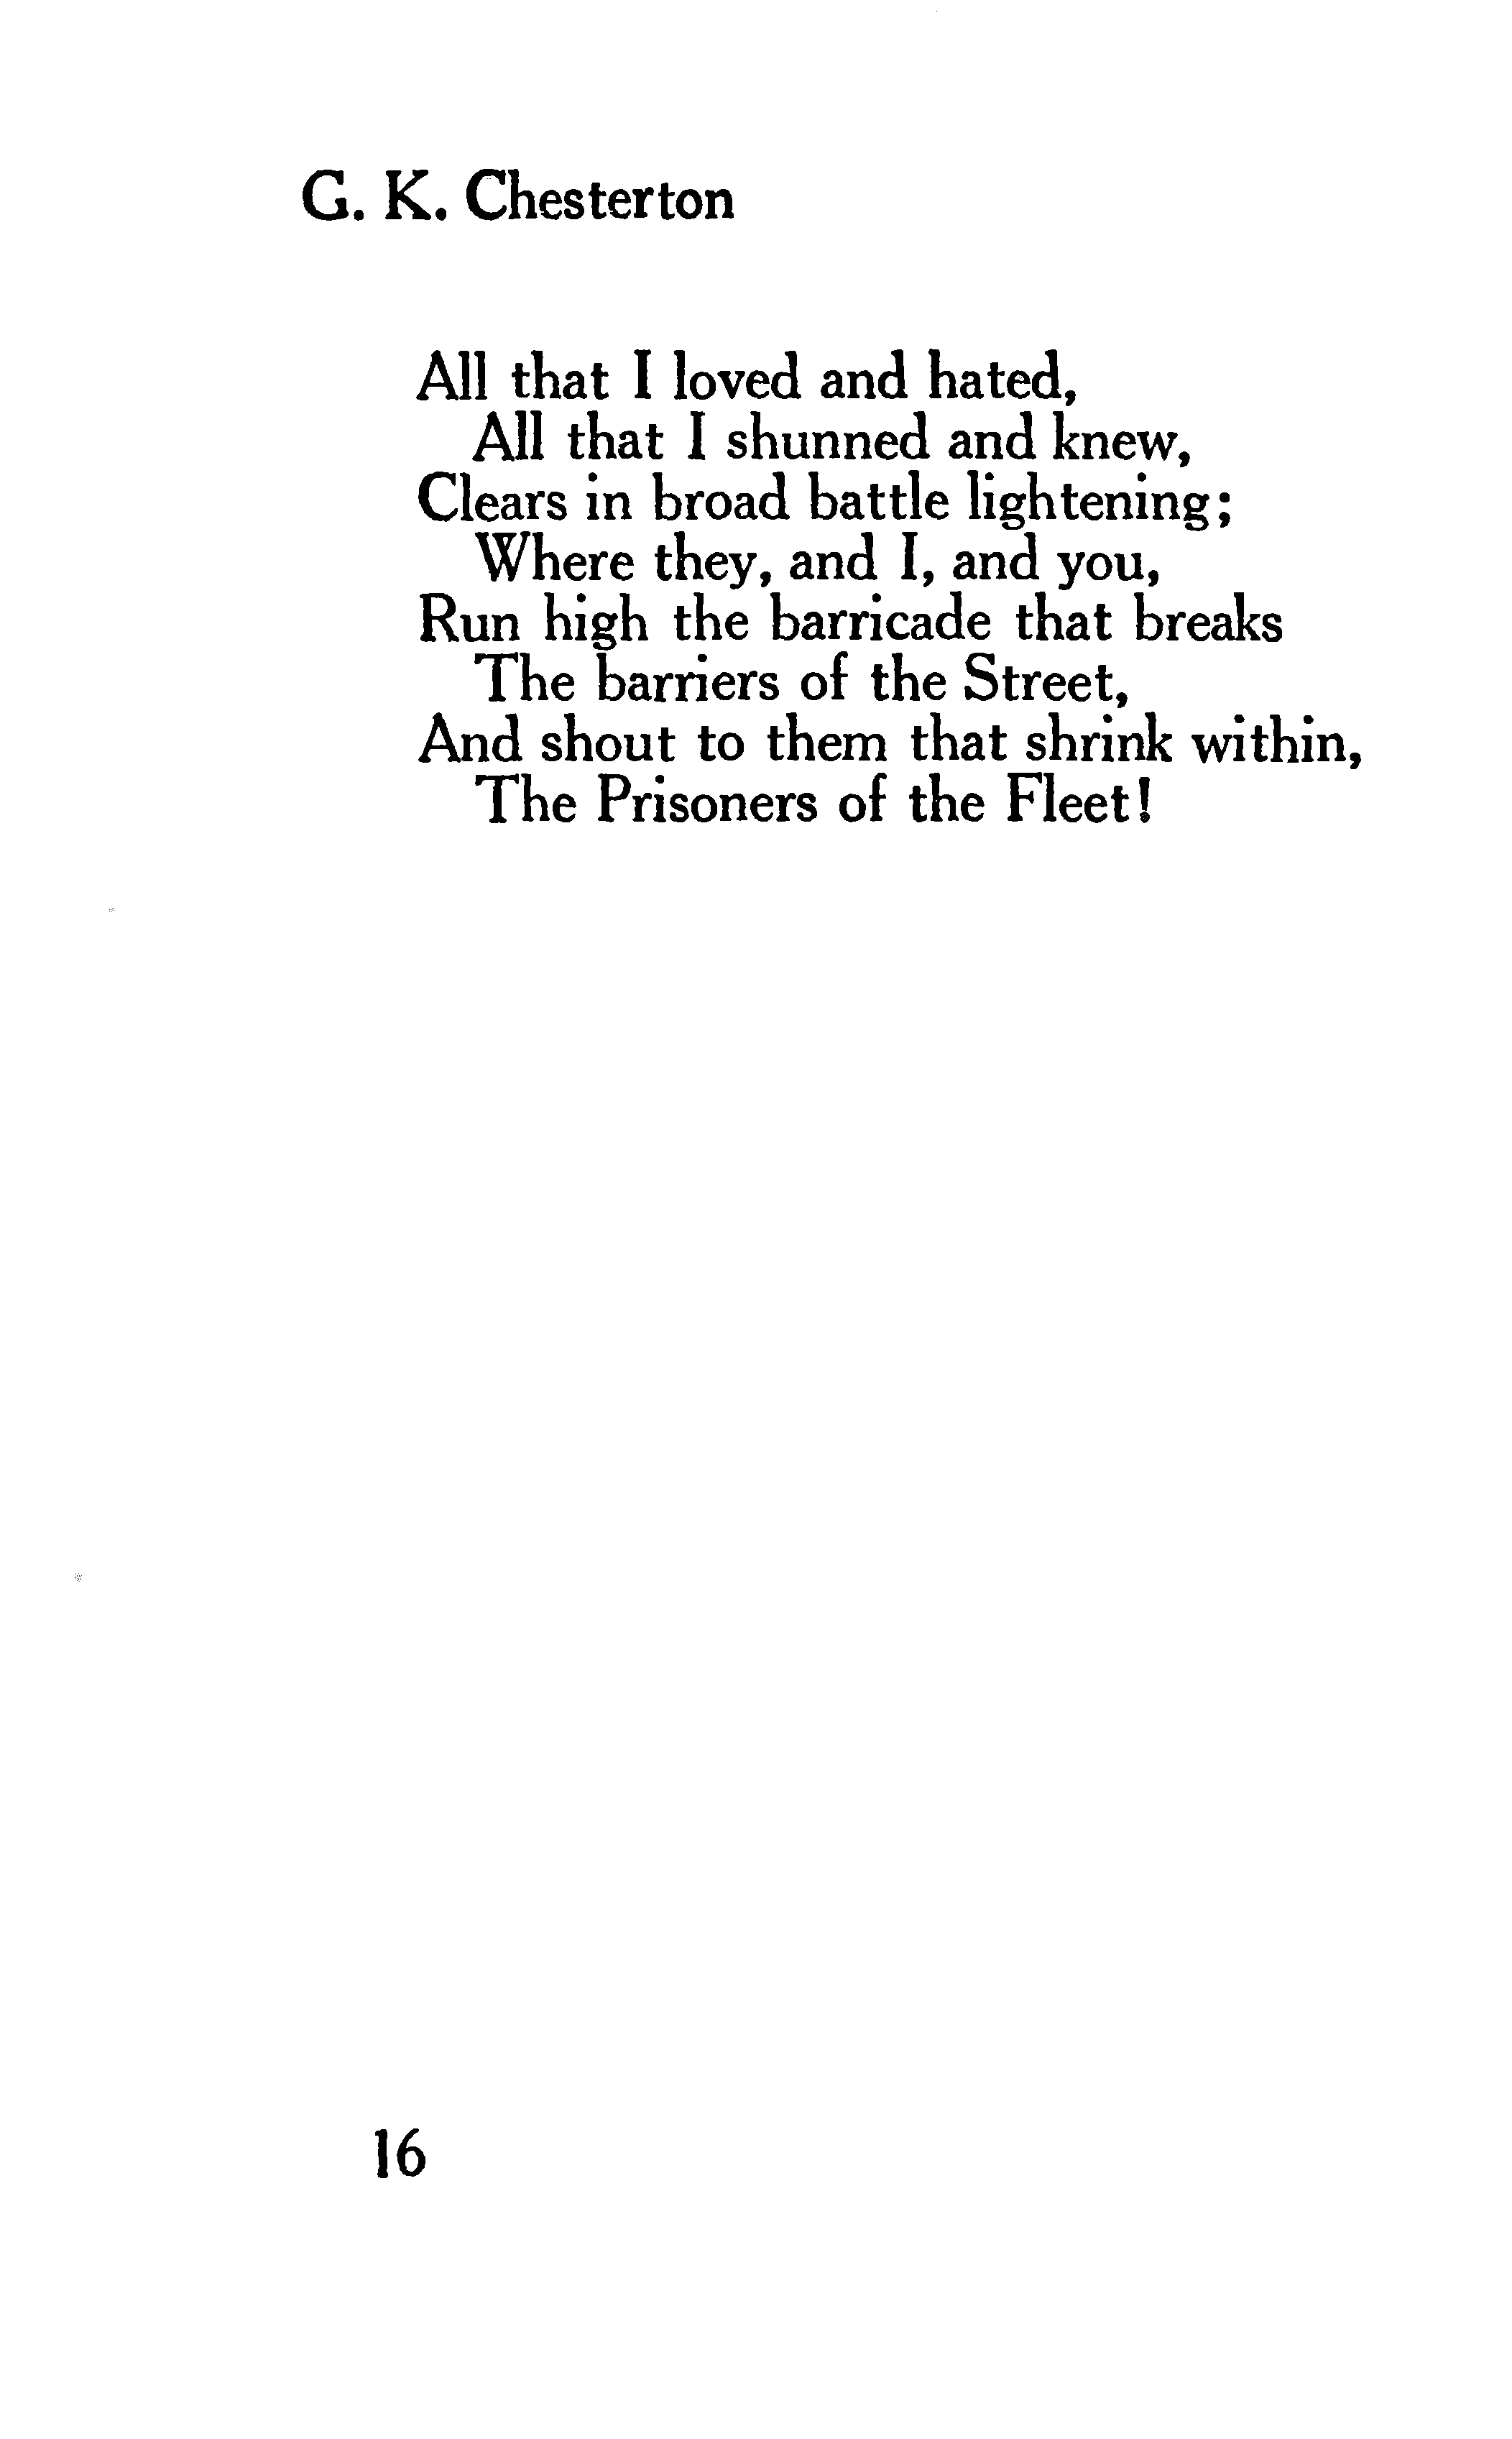 G. K. Chesterton
All that I loved and hated,
All that I shunned and knew,
Clears in broad battle lightening;
Where they, and I, and you,
Run high the barricade that breaks
The barriers of the Street,
And shout to them that shrink within,
The Prisoners of the Fleet!
16